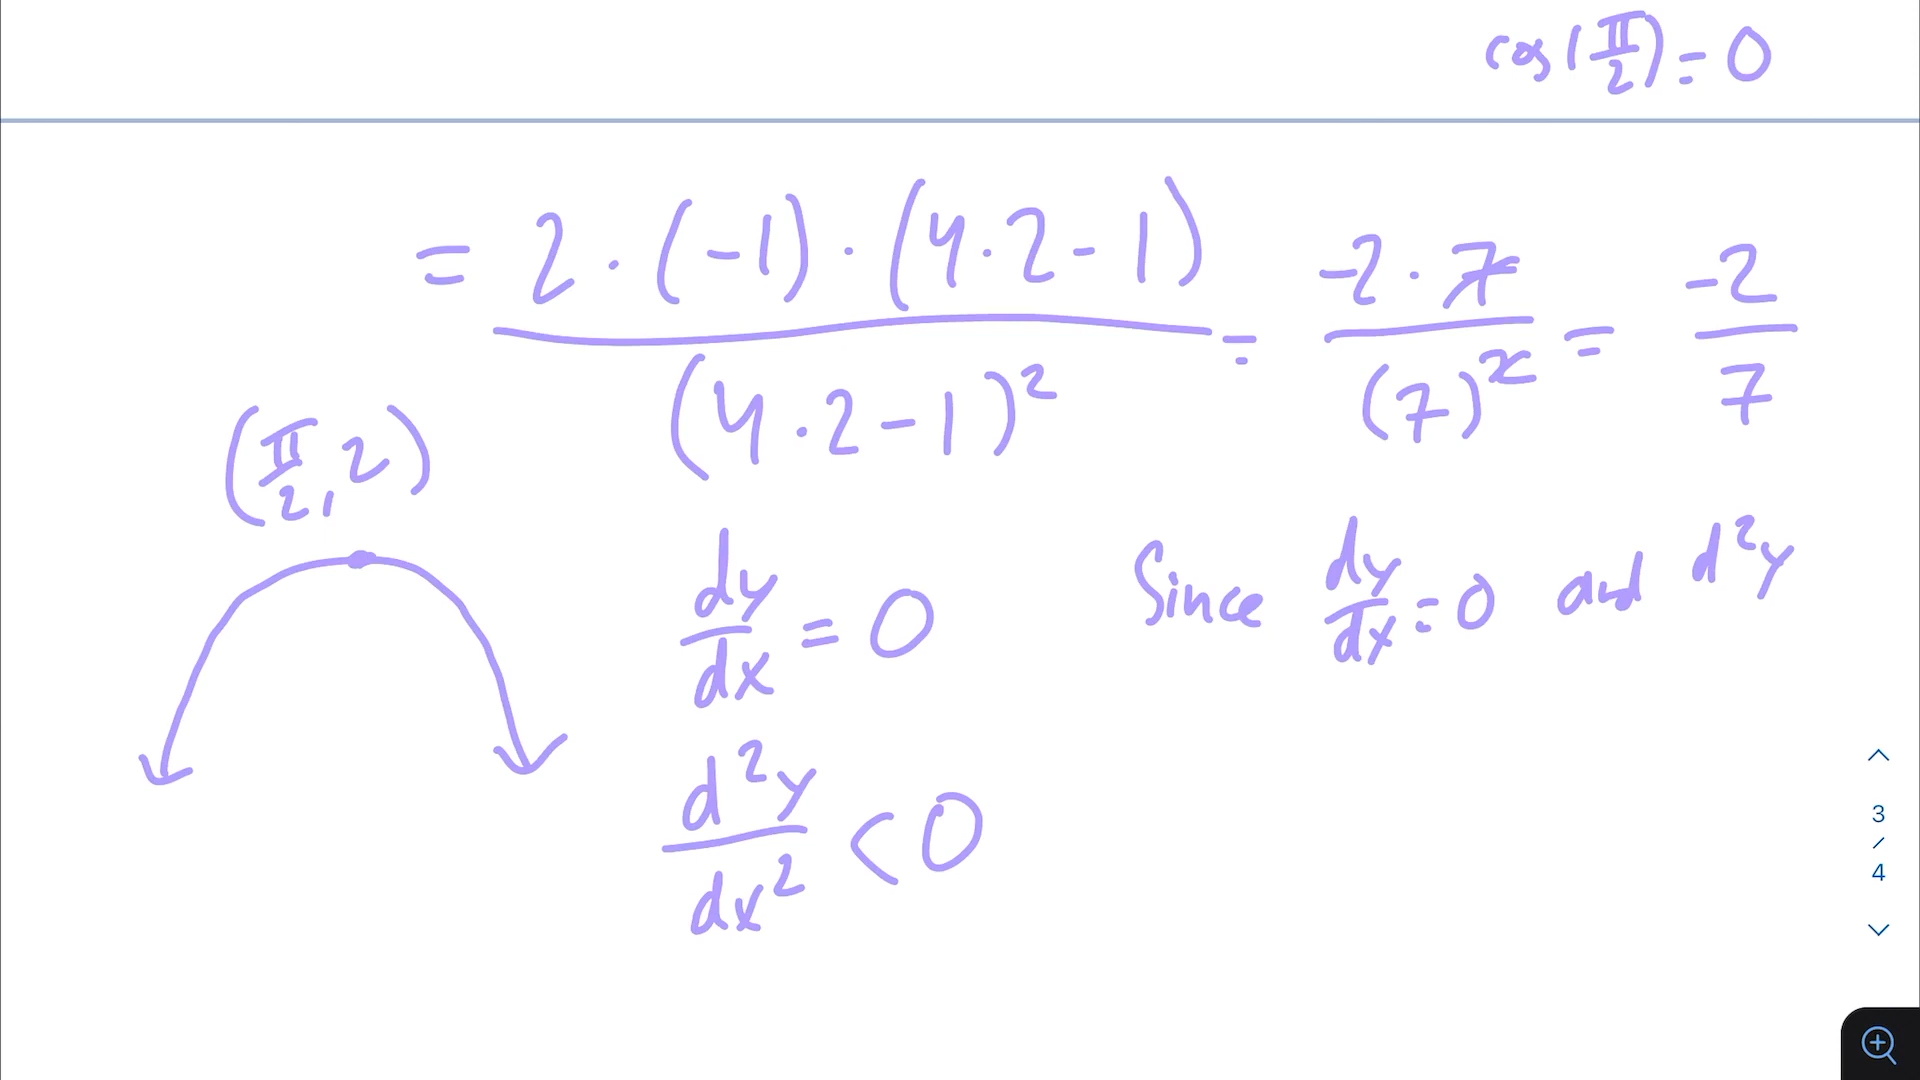 cos(π/2) = 0
= 2 · (-1) · (4·2-1) / (4·2-1)² = -2 · 7 / (7)² = -2/7
(π/2, 2)
dy/dx = 0
Since dy/dx = 0 and d²y
d²y/dx² < 0
3
/
4